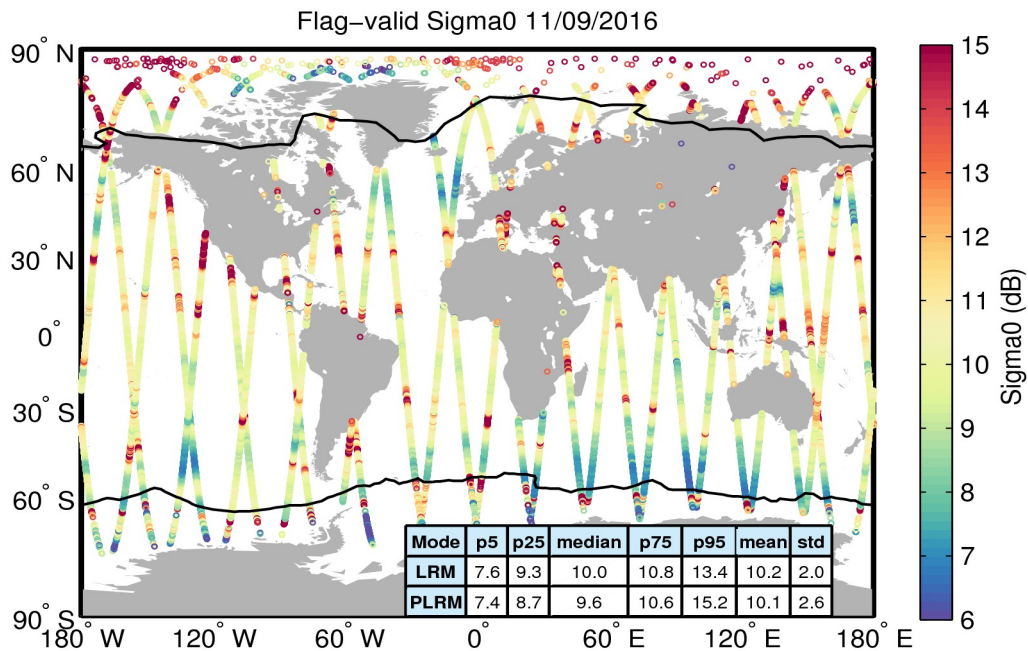 Flag-valid Sigma0 11/09/2016
90° N
60° N
30° N
0°
30° S
60° S
90° S
180° W
120° W
60° W
0°
60° E
120° E
180° E
Mode p5 p25 median p75 p95 mean std
LRM 7.6 9.3 10.0 10.8 13.4 10.2 2.0
PLRM 7.4 8.7 9.6 10.6 15.2 10.1 2.6
15
14
13
12
11
10
9
8
7
6
Sigma0 (dB)